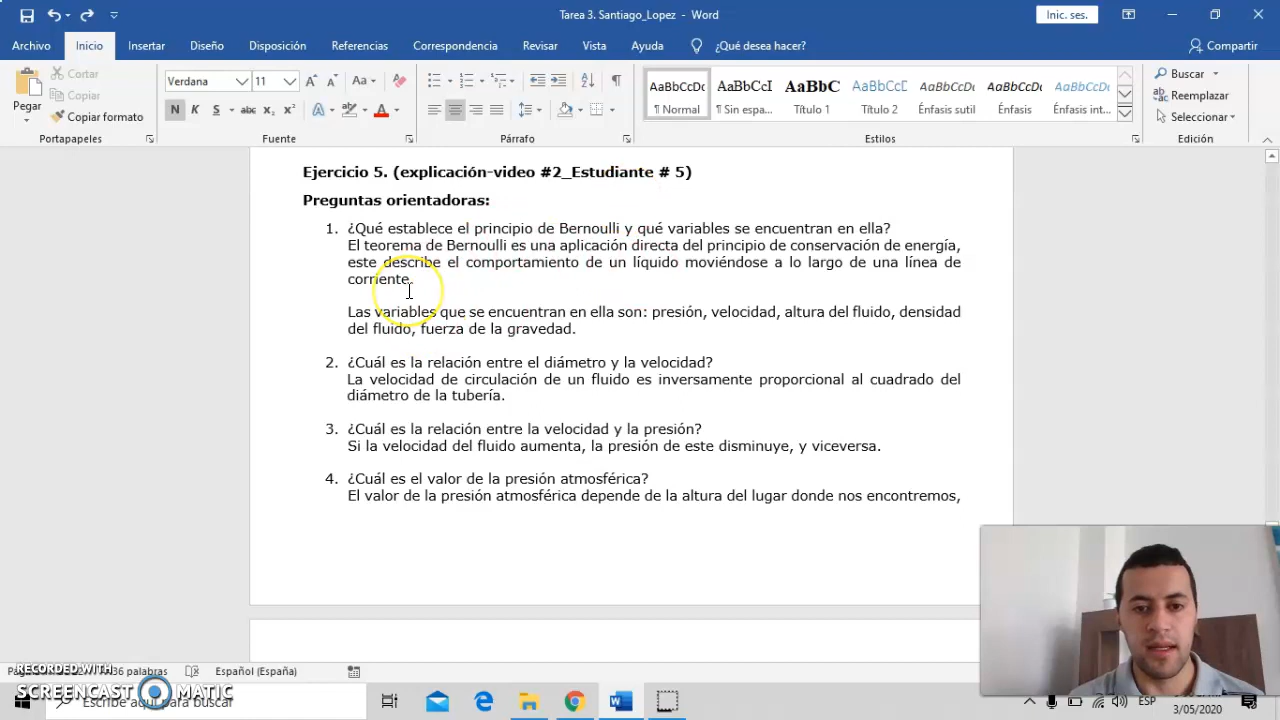 Tarea 3. Santiago_Lopez - Word
Inic. ses.
Archivo Inicio Insertar Diseño Disposición Referencias Correspondencia Revisar Vista Ayuda ¿Qué desea hacer? Compartir
Pegar
Cortar
Copiar
Copiar formato
Portapapeles
Verdana 11
N K S abc x₂ x²
Fuente
Párrafo
AaBbCcDc AaBbCcI AaBbC AaBbCcD AaBbCcDc AaBbCcDc AaBbCcDc
¶ Normal ¶ Sin espa... Título 1 Título 2 Énfasis sutil Énfasis Énfasis int...
Estilos
Buscar
Reemplazar
Seleccionar
Edición
Ejercicio 5. (explicación-video #2_Estudiante # 5)
Preguntas orientadoras:
1. ¿Qué establece el principio de Bernoulli y qué variables se encuentran en ella?
El teorema de Bernoulli es una aplicación directa del principio de conservación de energía,
este describe el comportamiento de un líquido moviéndose a lo largo de una línea de
corriente.
Las variables que se encuentran en ella son: presión, velocidad, altura del fluido, densidad
del fluido, fuerza de la gravedad.
2. ¿Cuál es la relación entre el diámetro y la velocidad?
La velocidad de circulación de un fluido es inversamente proporcional al cuadrado del
diámetro de la tubería.
3. ¿Cuál es la relación entre la velocidad y la presión?
Si la velocidad del fluido aumenta, la presión de este disminuye, y viceversa.
4. ¿Cuál es el valor de la presión atmosférica?
El valor de la presión atmosférica depende de la altura del lugar donde nos encontremos,
RECORDED WITH
SCREENCAST MATIC
palabras Español (España)
Escribe aquí para buscar
ESP
3/05/2020